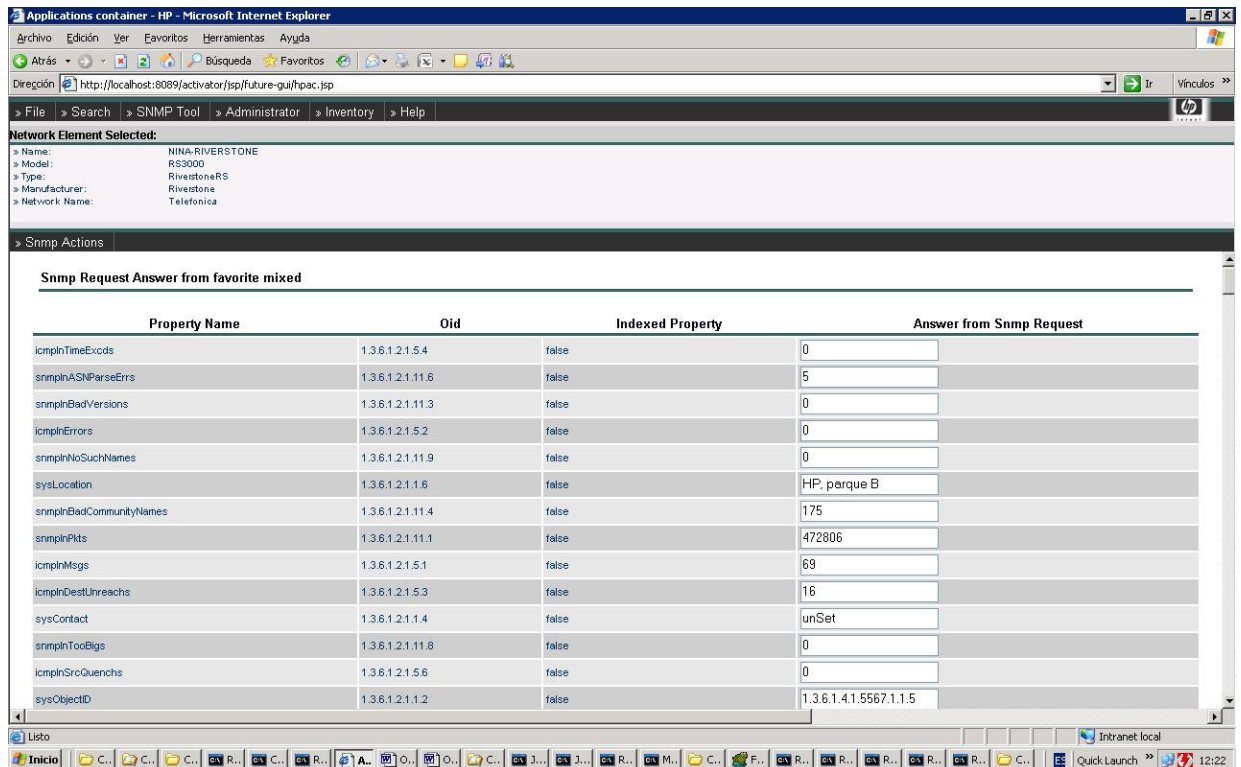 Applications container - HP - Microsoft Internet Explorer
Archivo Edición Ver Favoritos Herramientas Ayuda
Atrás Búsqueda Favoritos
Dirección http://localhost:8089/activator/jsp/future-gui/hpac.jsp Ir Vínculos »
» File » Search » SNMP Tool » Administrator » Inventory » Help hp invent
Network Element Selected:
» Name: NINA-RIVERSTONE
» Model: RS3000
» Type: RiverstoneRS
» Manufacturer: Riverstone
» Network Name: Telefonica
» Snmp Actions
Snmp Request Answer from favorite mixed
Property Name Oid Indexed Property Answer from Snmp Request
icmpInTimeExcds 1.3.6.1.2.1.5.4 false 0
snmpInASNParseErrs 1.3.6.1.2.1.11.6 false 5
snmpInBadVersions 1.3.6.1.2.1.11.3 false 0
icmpInErrors 1.3.6.1.2.1.5.2 false 0
snmpInNoSuchNames 1.3.6.1.2.1.11.9 false 0
sysLocation 1.3.6.1.2.1.1.6 false HP, parque B
snmpInBadCommunityNames 1.3.6.1.2.1.11.4 false 175
snmpInPkts 1.3.6.1.2.1.11.1 false 472806
icmpInMsgs 1.3.6.1.2.1.5.1 false 69
icmpInDestUnreachs 1.3.6.1.2.1.5.3 false 16
sysContact 1.3.6.1.2.1.1.4 false unSet
snmpInTooBigs 1.3.6.1.2.1.11.8 false 0
icmpInSrcQuenchs 1.3.6.1.2.1.5.6 false 0
sysObjectID 1.3.6.1.2.1.1.2 false 1.3.6.1.4.1.5567.1.1.5
Listo Intranet local
Inicio C... C... C... R... C... R... A... O... O... C... J... J... R... M... C... F... R... R... R... R... R... C... ES Quick Launch » 12:22